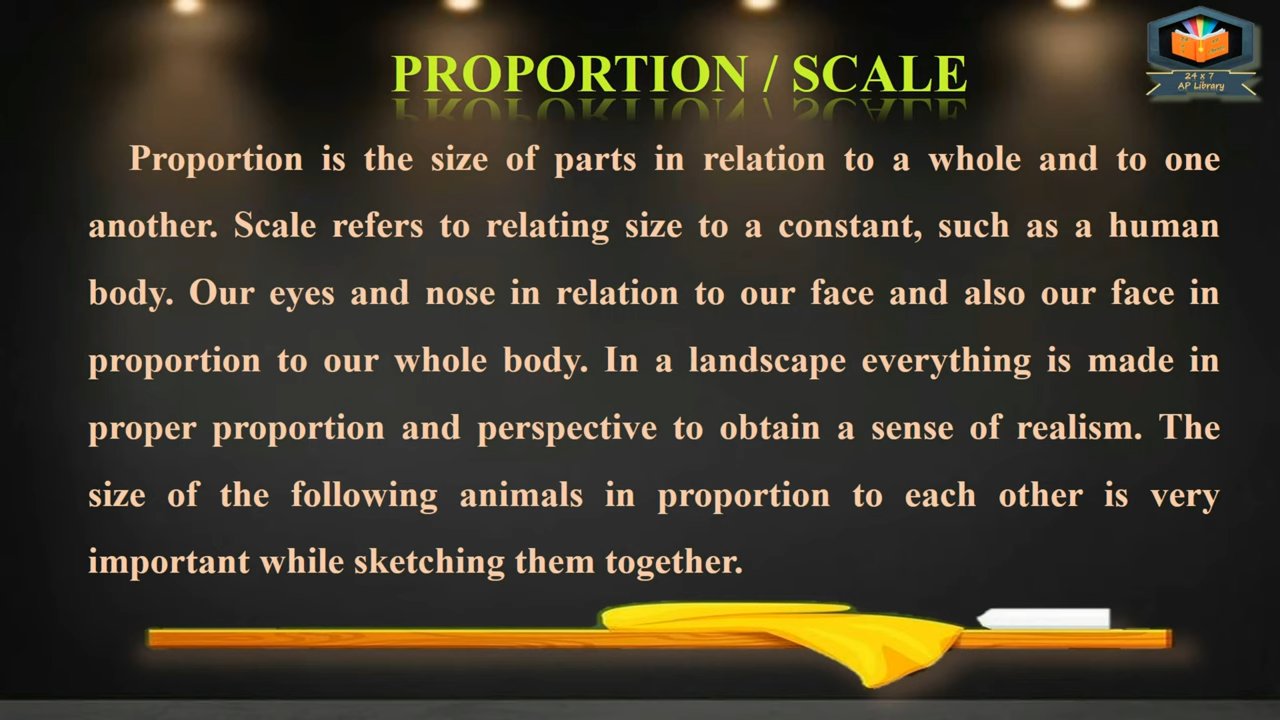 PROPORTION / SCALE
24 x 7
AP Library
Proportion is the size of parts in relation to a whole and to one
another. Scale refers to relating size to a constant, such as a human
body. Our eyes and nose in relation to our face and also our face in
proportion to our whole body. In a landscape everything is made in
proper proportion and perspective to obtain a sense of realism. The
size of the following animals in proportion to each other is very
important while sketching them together.